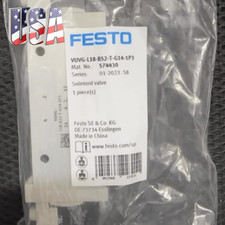 USA
FESTO
VUVG-L18-B52-T-G14-1P3
Mat. No. 574430
Series 01-2023 58
Solenoid valve
1 piece(s)
Festo SE & Co. KG
DE-73734 Esslingen
Made in China
www.festo.com/sp